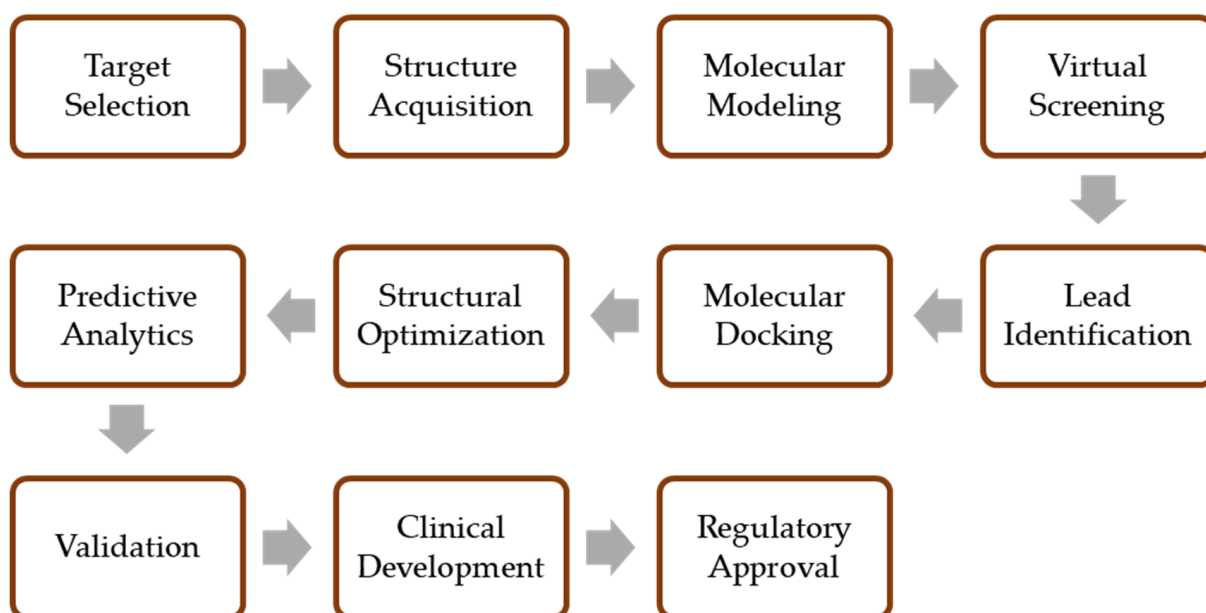 Target
Selection
Structure
Acquisition
Molecular
Modeling
Virtual
Screening
Lead
Identification
Molecular
Docking
Structural
Optimization
Predictive
Analytics
Validation
Clinical
Development
Regulatory
Approval